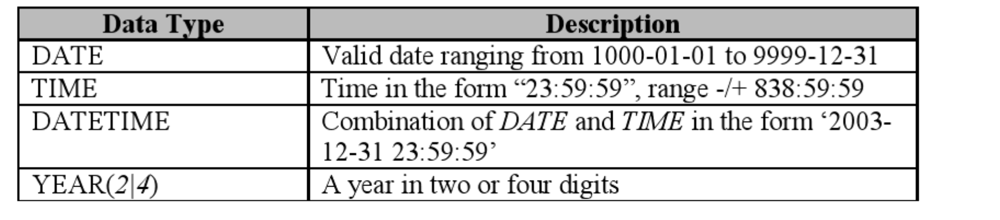 Data Type Description
DATE Valid date ranging from 1000-01-01 to 9999-12-31
TIME Time in the form “23:59:59”, range -/+ 838:59:59
DATETIME Combination of DATE and TIME in the form ‘2003-
12-31 23:59:59’
YEAR(2|4) A year in two or four digits